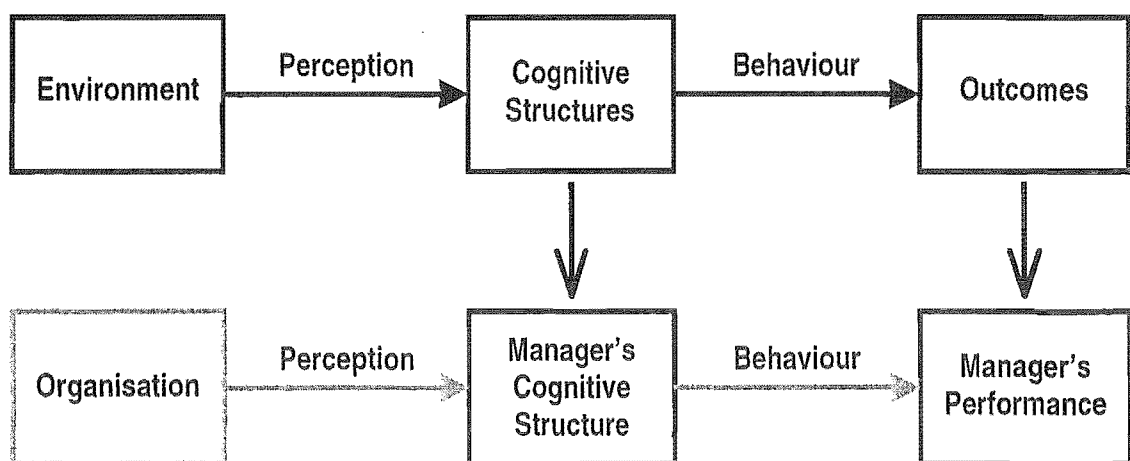 Environment
Perception
Cognitive
Structures
Behaviour
Outcomes
Organisation
Perception
Manager's
Cognitive
Structure
Behaviour
Manager's
Performance